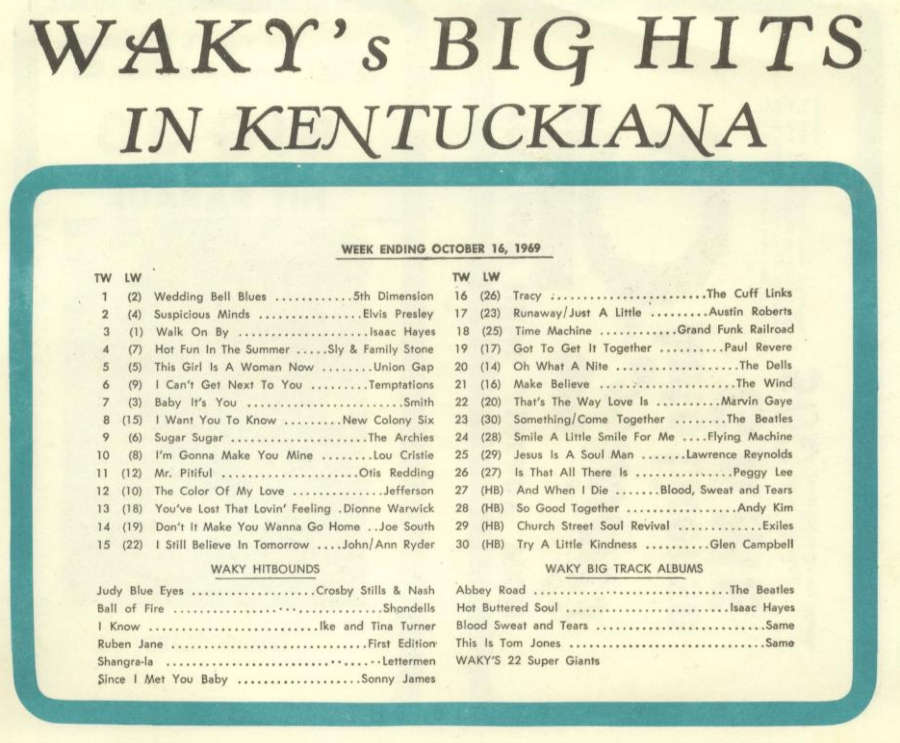 WAKY's BIG HITS
IN KENTUCKIANA
WEEK ENDING OCTOBER 16, 1969
TW LW
1 (2) Wedding Bell Blues .............5th Dimension
2 (4) Suspicious Minds ..................Elvis Presley
3 (1) Walk On By ......................Isaac Hayes
4 (7) Hot Fun In The Summer .....Sly & Family Stone
5 (5) This Girl Is A Woman Now ........Union Gap
6 (9) I Can't Get Next To You ..........Temptations
7 (3) Baby It's You ...........................Smith
8 (15) I Want You To Know .........New Colony Six
9 (6) Sugar Sugar .......................The Archies
10 (8) I'm Gonna Make You Mine ........Lou Cristie
11 (12) Mr. Pitiful .......................Otis Redding
12 (10) The Color Of My Love ...............Jefferson
13 (18) You've Lost That Lovin' Feeling .Dionne Warwick
14 (19) Don't It Make You Wanna Go Home ..Joe South
15 (22) I Still Believe In Tomorrow ....John/Ann Ryder
TW LW
16 (26) Tracy ..........................The Cuff Links
17 (23) Runaway/Just A Little .........Austin Roberts
18 (25) Time Machine ............Grand Funk Railroad
19 (17) Got To Get It Together ..........Paul Revere
20 (14) Oh What A Nite ....................The Dells
21 (16) Make Believe .......................The Wind
22 (20) That's The Way Love Is ..........Marvin Gaye
23 (30) Something/Come Together ........The Beatles
24 (28) Smile A Little Smile For Me ....Flying Machine
25 (29) Jesus Is A Soul Man .......Lawrence Reynolds
26 (27) Is That All There Is ................Peggy Lee
27 (HB) And When I Die .......Blood, Sweat and Tears
28 (HB) So Good Together ..................Andy Kim
29 (HB) Church Street Soul Revival ..............Exiles
30 (HB) Try A Little Kindness ..........Glen Campbell
WAKY HITBOUNDS
Judy Blue Eyes ...................Crosby Stills & Nash
Ball of Fire ..................................Shondells
I Know ............................Ike and Tina Turner
Ruben Jane ................................First Edition
Shangra-la ..................................Lettermen
Since I Met You Baby ....................Sonny James
WAKY BIG TRACK ALBUMS
Abbey Road ................................The Beatles
Hot Buttered Soul ..........................Isaac Hayes
Blood Sweat and Tears ...........................Same
This Is Tom Jones ................................Same
WAKY'S 22 Super Giants